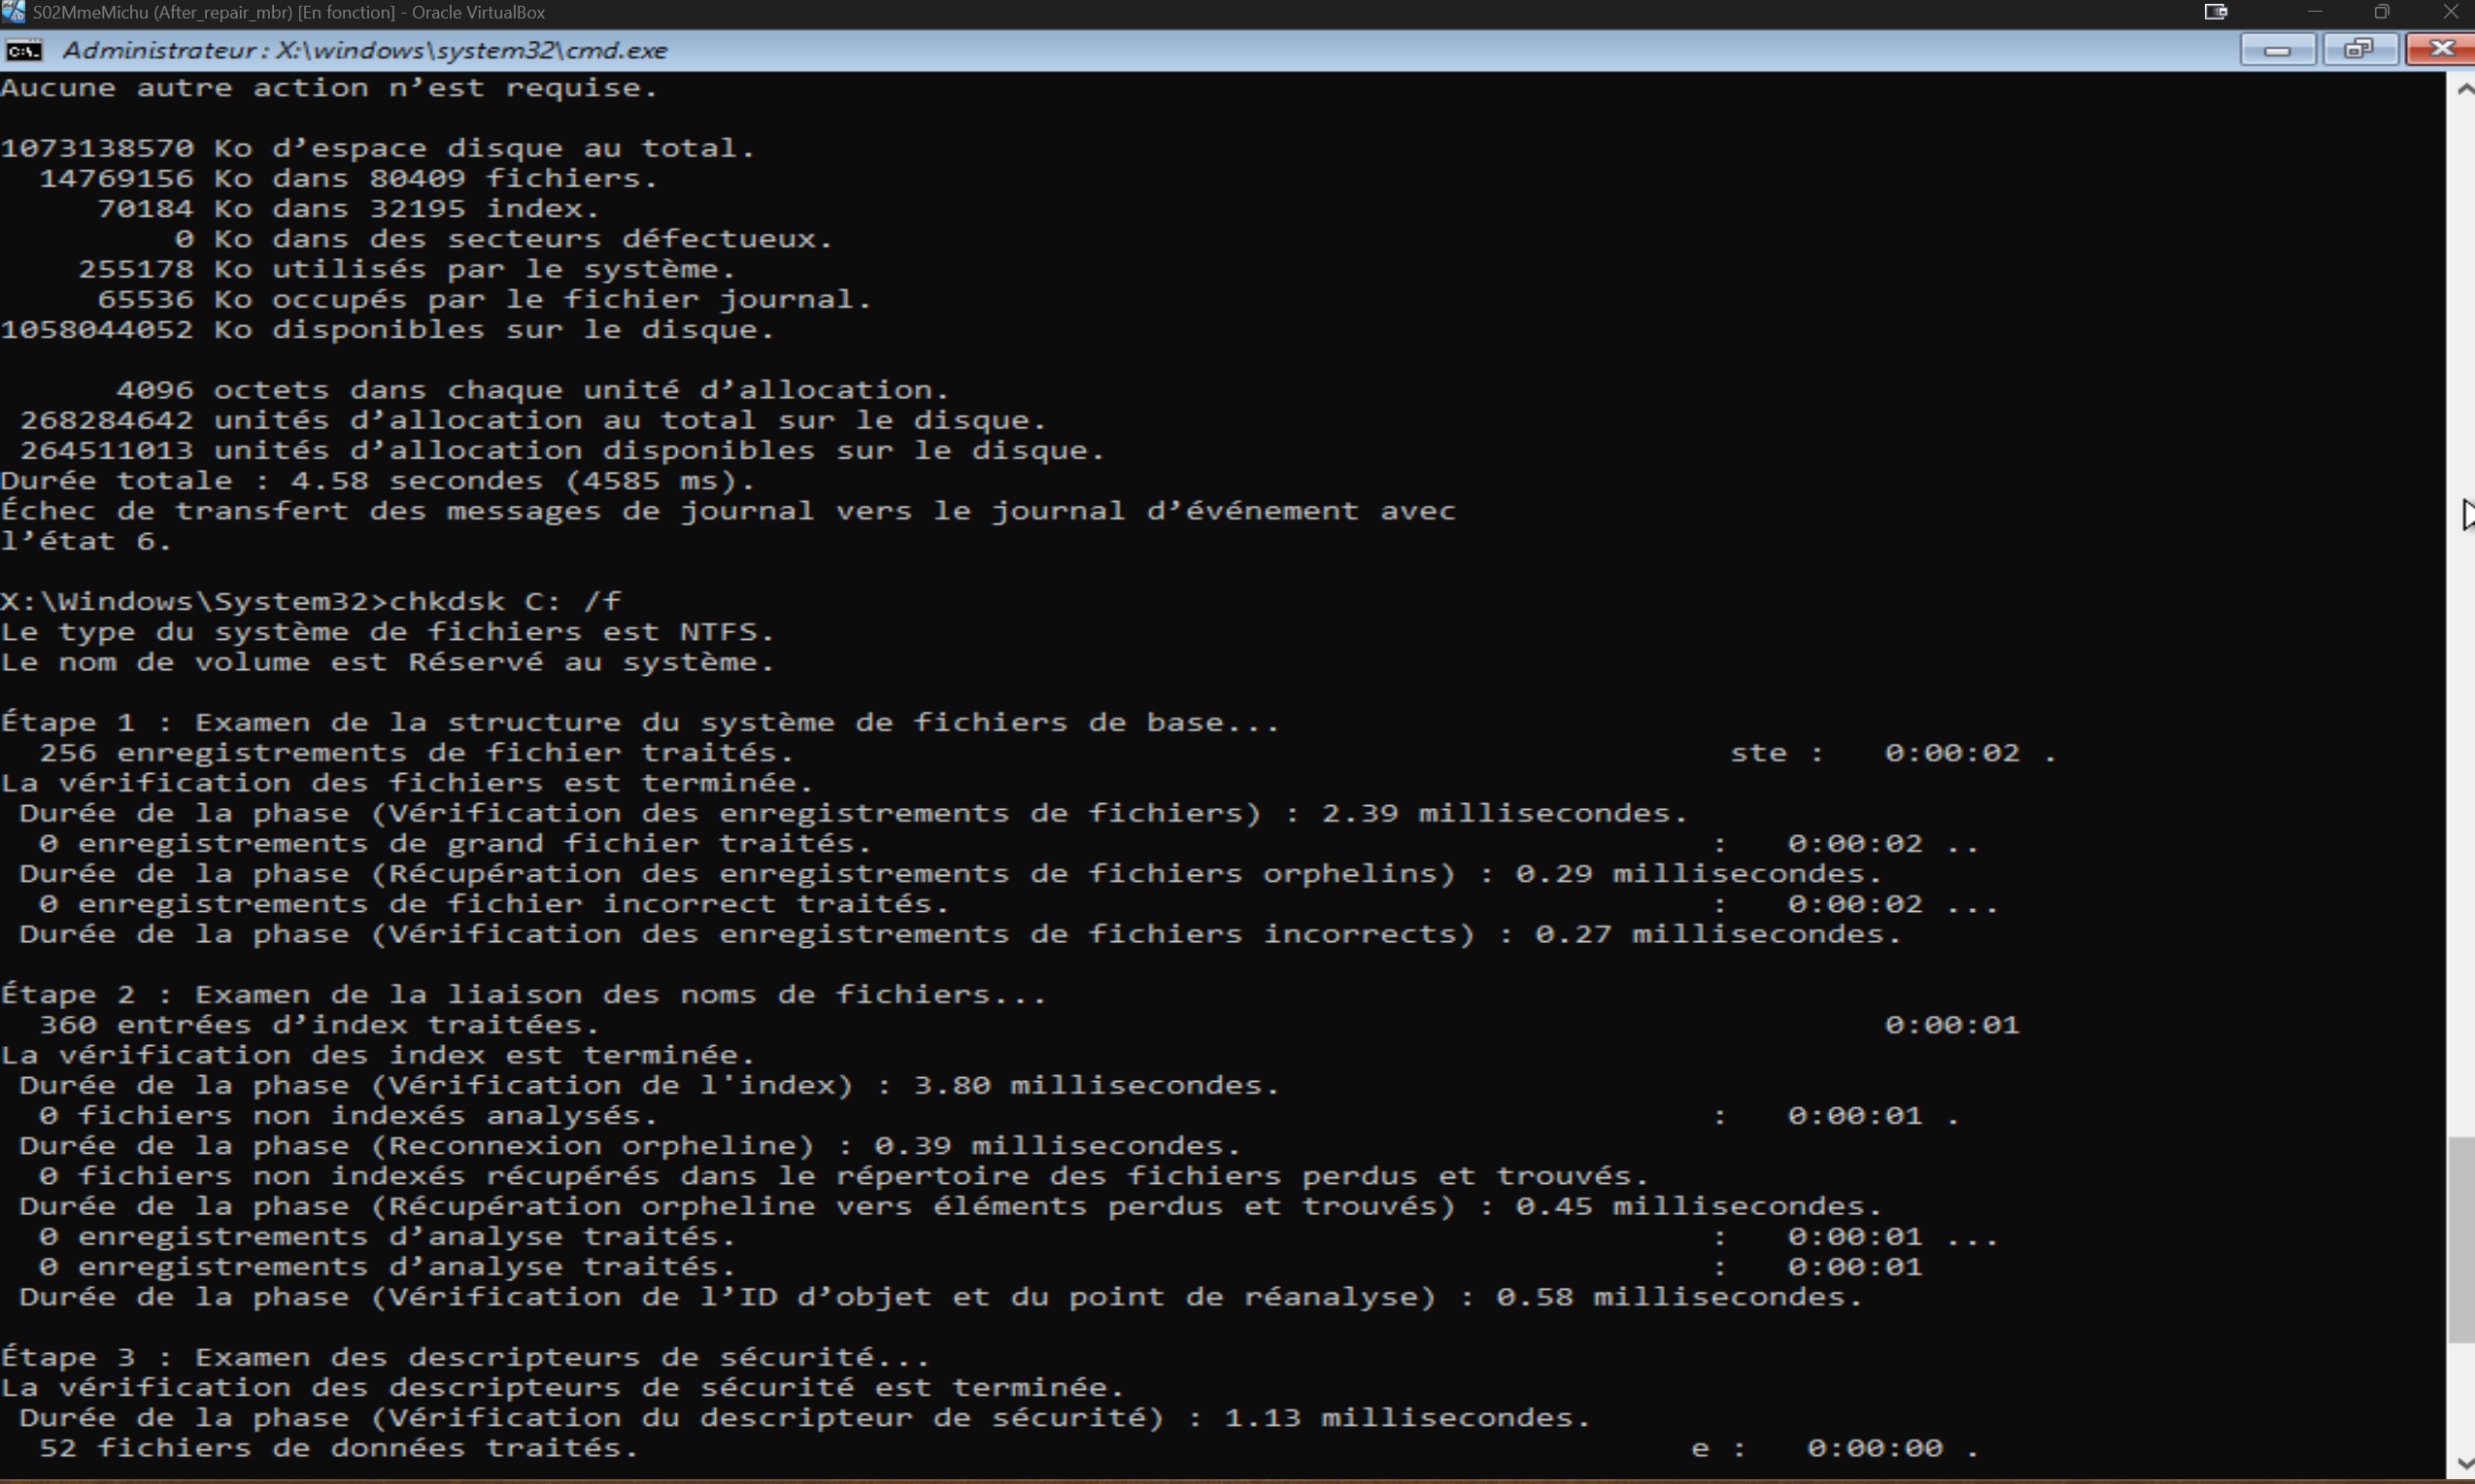 S02MmeMichu (After_repair_mbr) [En fonction] - Oracle VirtualBox
Administrateur : X:\windows\system32\cmd.exe
Aucune autre action n’est requise.
1073138570 Ko d’espace disque au total.
14769156 Ko dans 80409 fichiers.
70184 Ko dans 32195 index.
0 Ko dans des secteurs défectueux.
255178 Ko utilisés par le système.
65536 Ko occupés par le fichier journal.
1058044052 Ko disponibles sur le disque.
4096 octets dans chaque unité d’allocation.
268284642 unités d’allocation au total sur le disque.
264511013 unités d’allocation disponibles sur le disque.
Durée totale : 4.58 secondes (4585 ms).
Échec de transfert des messages de journal vers le journal d’événement avec
l’état 6.
X:\Windows\System32>chkdsk C: /f
Le type du système de fichiers est NTFS.
Le nom de volume est Réservé au système.
Étape 1 : Examen de la structure du système de fichiers de base...
256 enregistrements de fichier traités. ste : 0:00:02 .
La vérification des fichiers est terminée.
Durée de la phase (Vérification des enregistrements de fichiers) : 2.39 millisecondes.
0 enregistrements de grand fichier traités. : 0:00:02 ..
Durée de la phase (Récupération des enregistrements de fichiers orphelins) : 0.29 millisecondes.
0 enregistrements de fichier incorrect traités. : 0:00:02 ...
Durée de la phase (Vérification des enregistrements de fichiers incorrects) : 0.27 millisecondes.
Étape 2 : Examen de la liaison des noms de fichiers...
360 entrées d’index traitées. 0:00:01
La vérification des index est terminée.
Durée de la phase (Vérification de l'index) : 3.80 millisecondes.
0 fichiers non indexés analysés. : 0:00:01 .
Durée de la phase (Reconnexion orpheline) : 0.39 millisecondes.
0 fichiers non indexés récupérés dans le répertoire des fichiers perdus et trouvés.
Durée de la phase (Récupération orpheline vers éléments perdus et trouvés) : 0.45 millisecondes.
0 enregistrements d’analyse traités. : 0:00:01 ...
0 enregistrements d’analyse traités. : 0:00:01
Durée de la phase (Vérification de l’ID d’objet et du point de réanalyse) : 0.58 millisecondes.
Étape 3 : Examen des descripteurs de sécurité...
La vérification des descripteurs de sécurité est terminée.
Durée de la phase (Vérification du descripteur de sécurité) : 1.13 millisecondes.
52 fichiers de données traités. e : 0:00:00 .